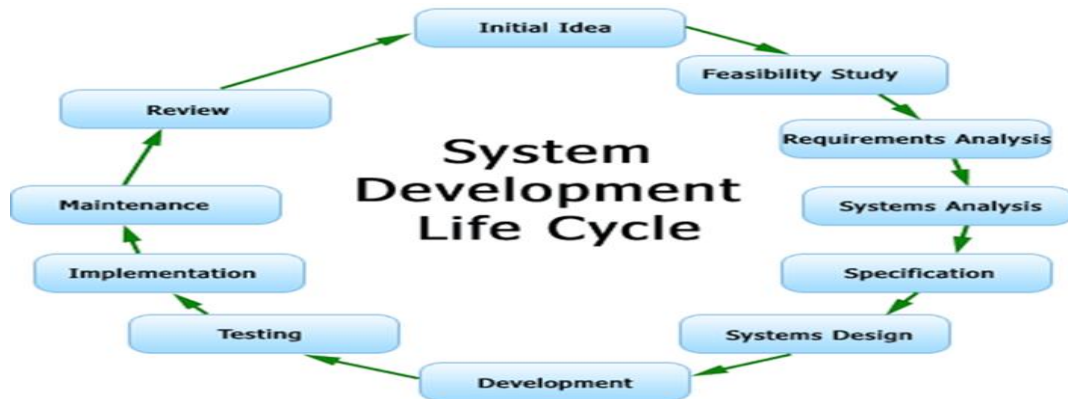 Initial Idea
Feasibility Study
Requirements Analysis
Systems Analysis
Specification
Systems Design
Development
Testing
Implementation
Maintenance
Review
System
Development
Life Cycle